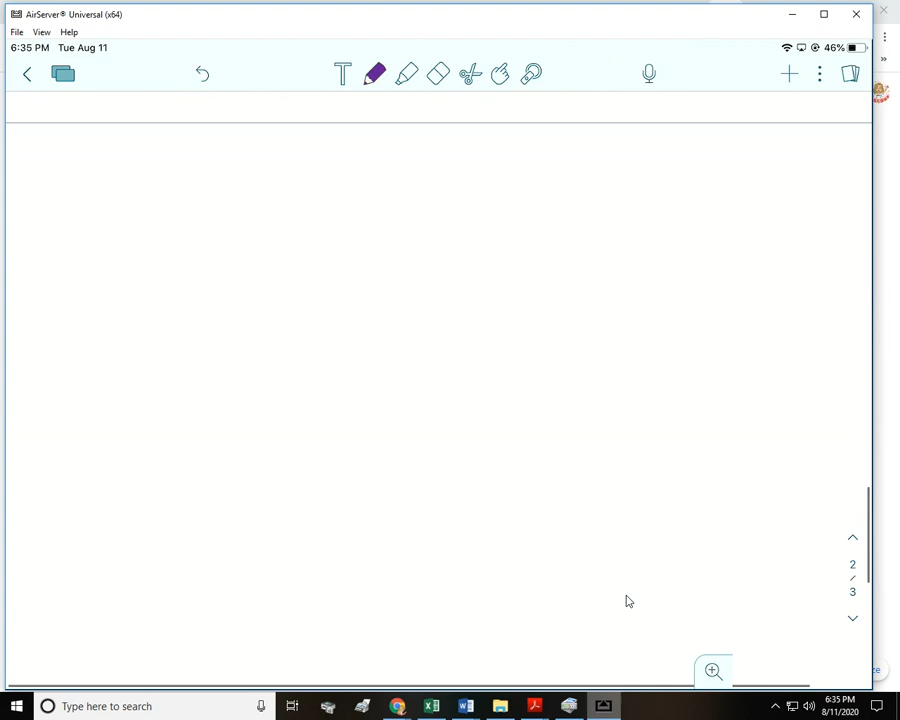 AirServer® Universal (x64)
File View Help
6:35 PM Tue Aug 11
46%
T
2
/
3
ze
Type here to search
6:35 PM
8/11/2020